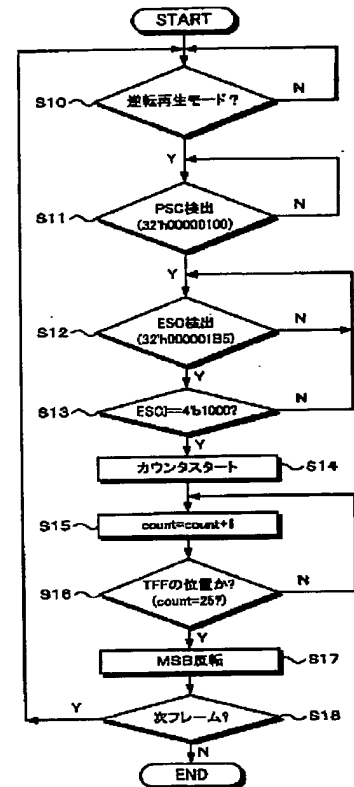 START
S10
逆転再生モード?
N
Y
S11
PSC検出
(32'h00000100)
N
Y
S12
ESC検出
(32'h000001B5)
N
Y
S13
ESCI==4'b1000?
N
Y
カウンタスタート
S14
S15
count=count+1
S16
TFFの位置か?
(count=25?)
N
Y
MSB反転
S17
Y
次フレーム?
S18
N
END